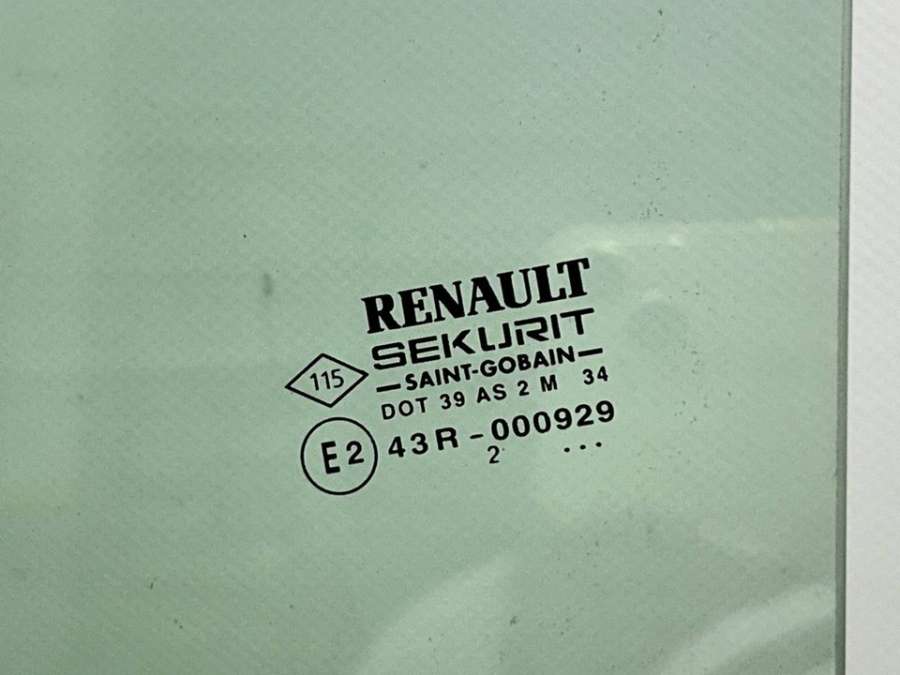 RENAULT
SEKURIT
SAINT-GOBAIN
115
DOT 39 AS 2 M 34
E2 43R-000929
2 ...